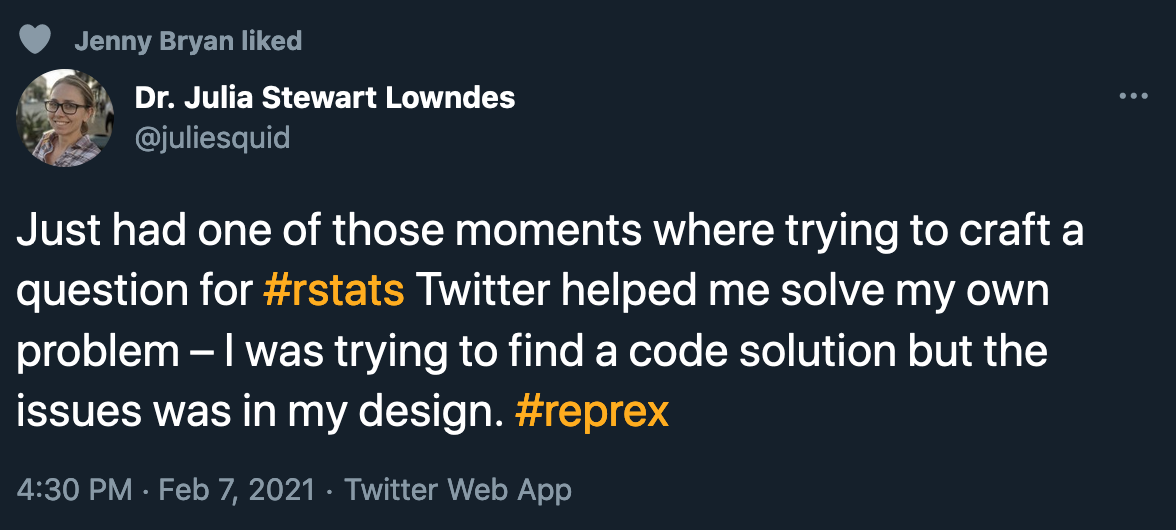 Jenny Bryan liked
Dr. Julia Stewart Lowndes
@juliesquid
Just had one of those moments where trying to craft a
question for #rstats Twitter helped me solve my own
problem – I was trying to find a code solution but the
issues was in my design. #reprex
4:30 PM · Feb 7, 2021 · Twitter Web App